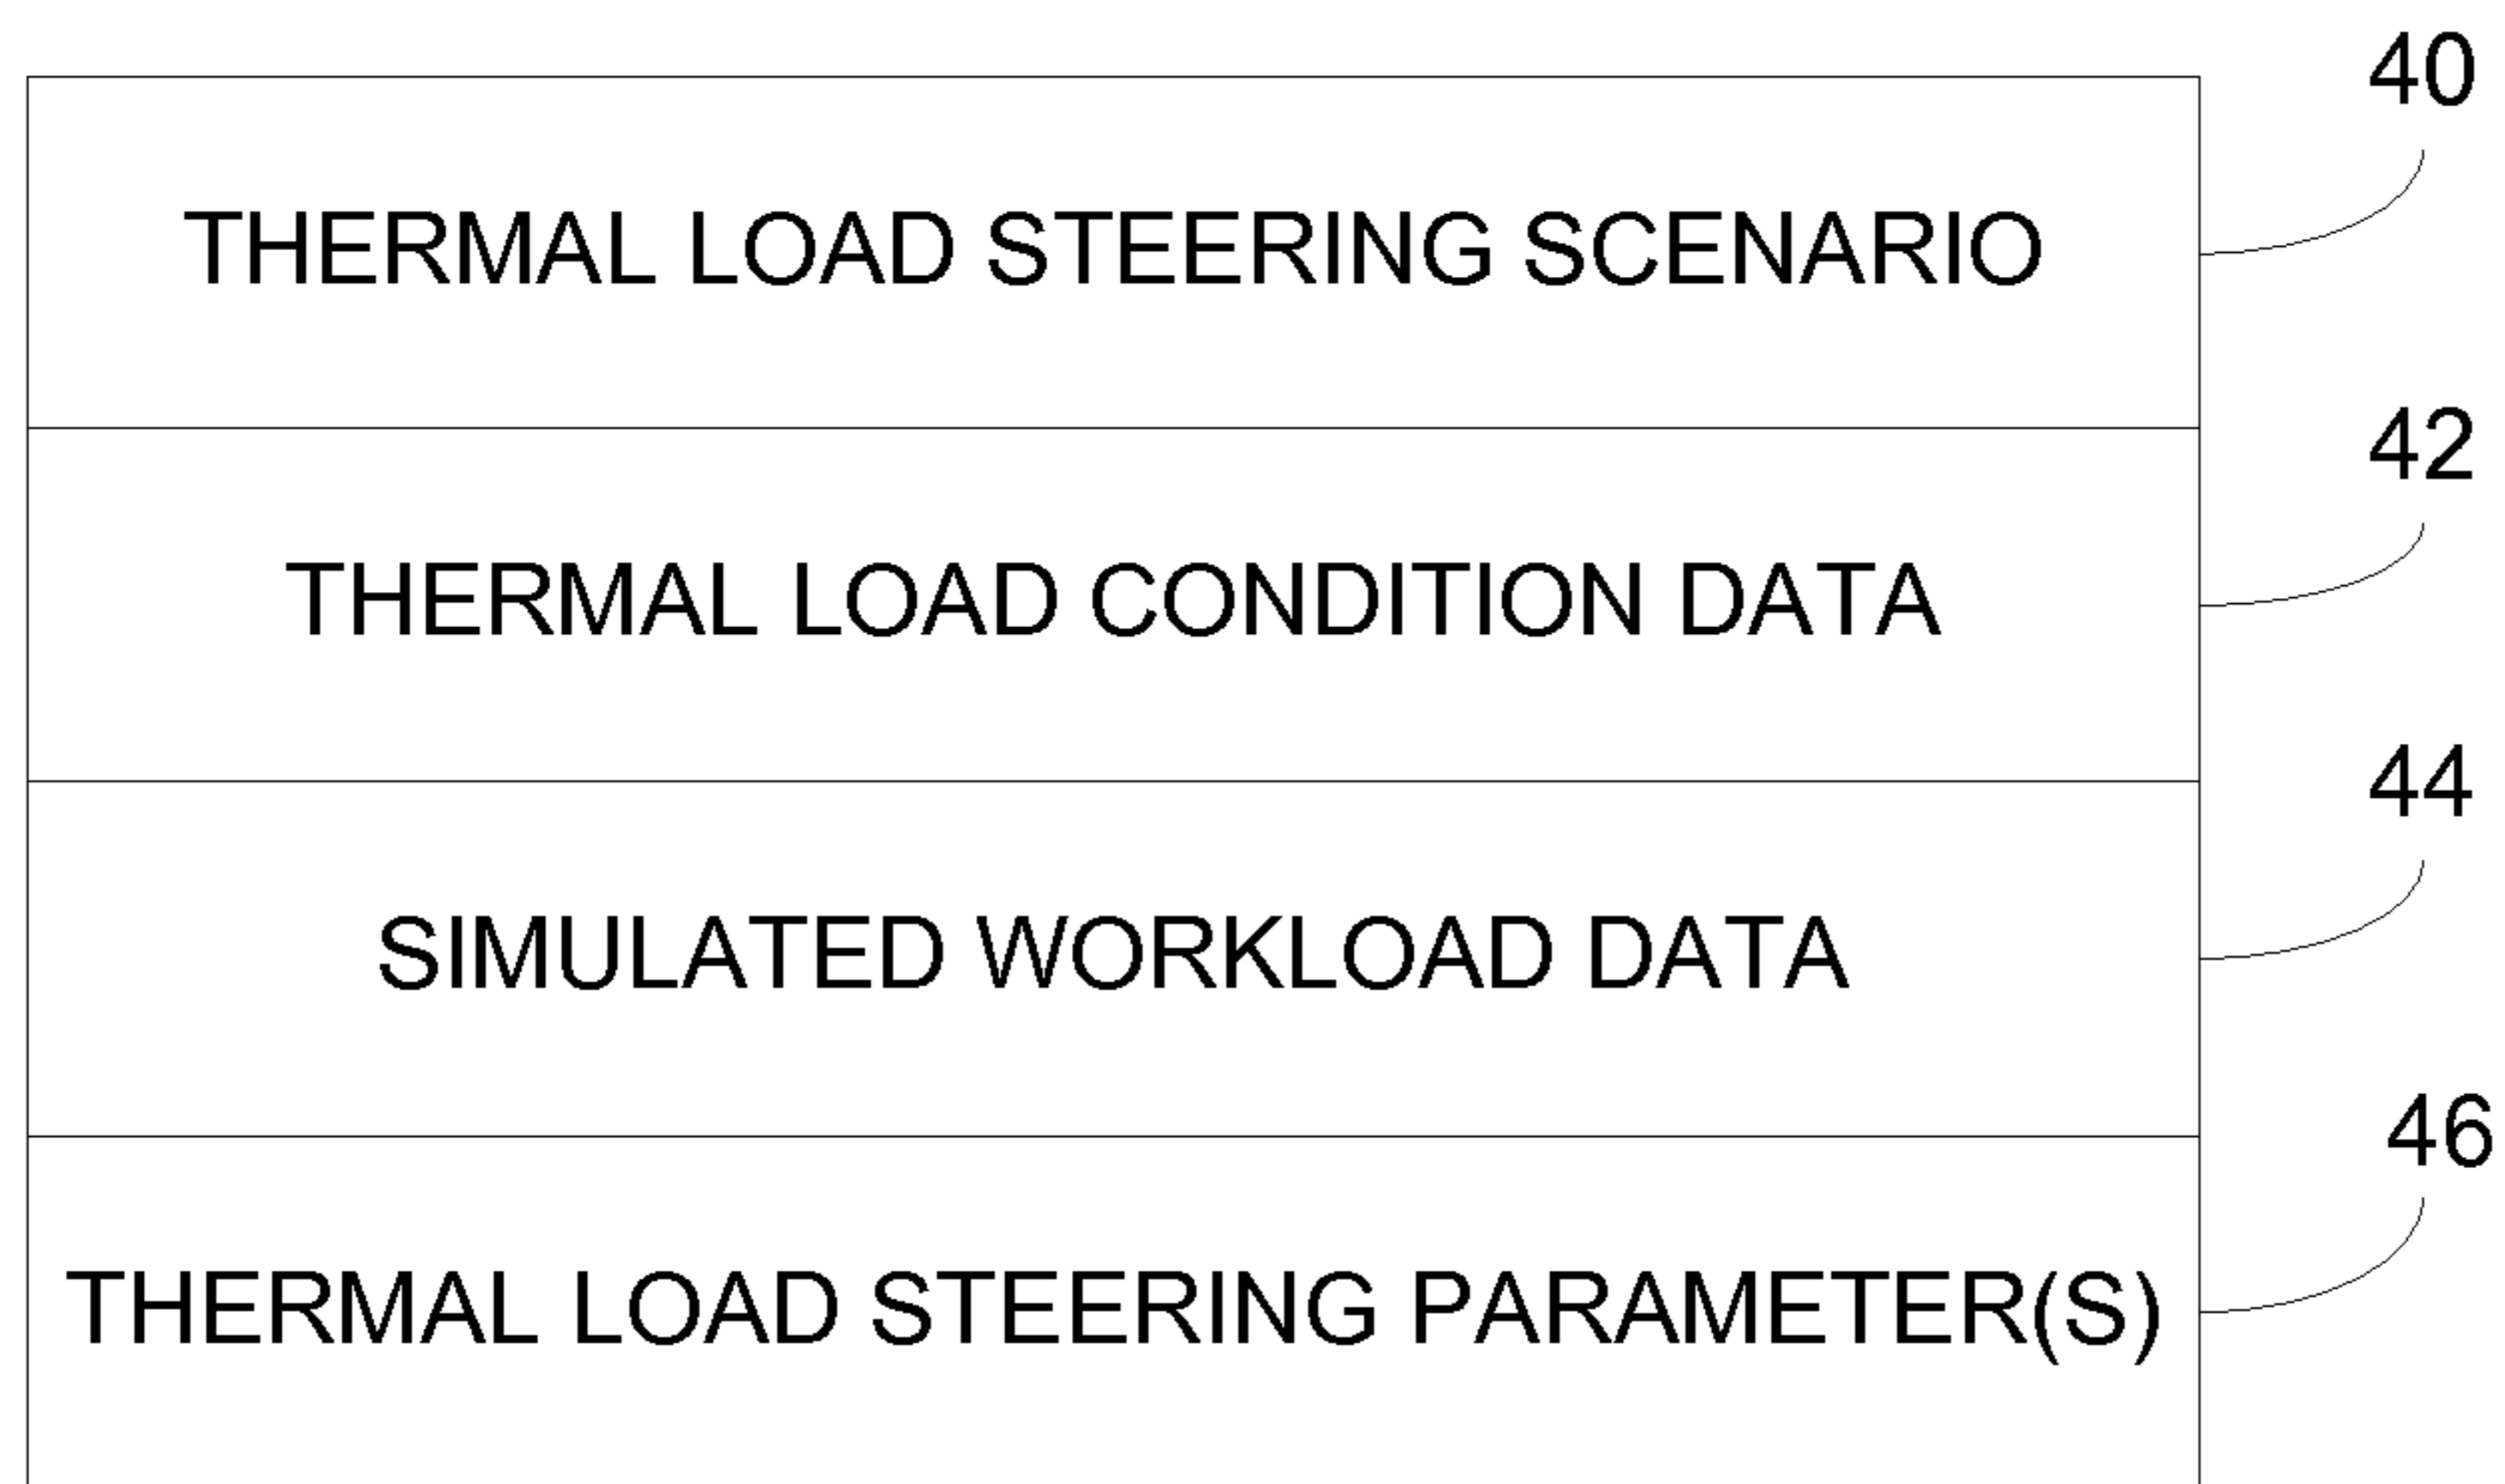 40
THERMAL LOAD STEERING SCENARIO
42
THERMAL LOAD CONDITION DATA
44
SIMULATED WORKLOAD DATA
46
THERMAL LOAD STEERING PARAMETER(S)